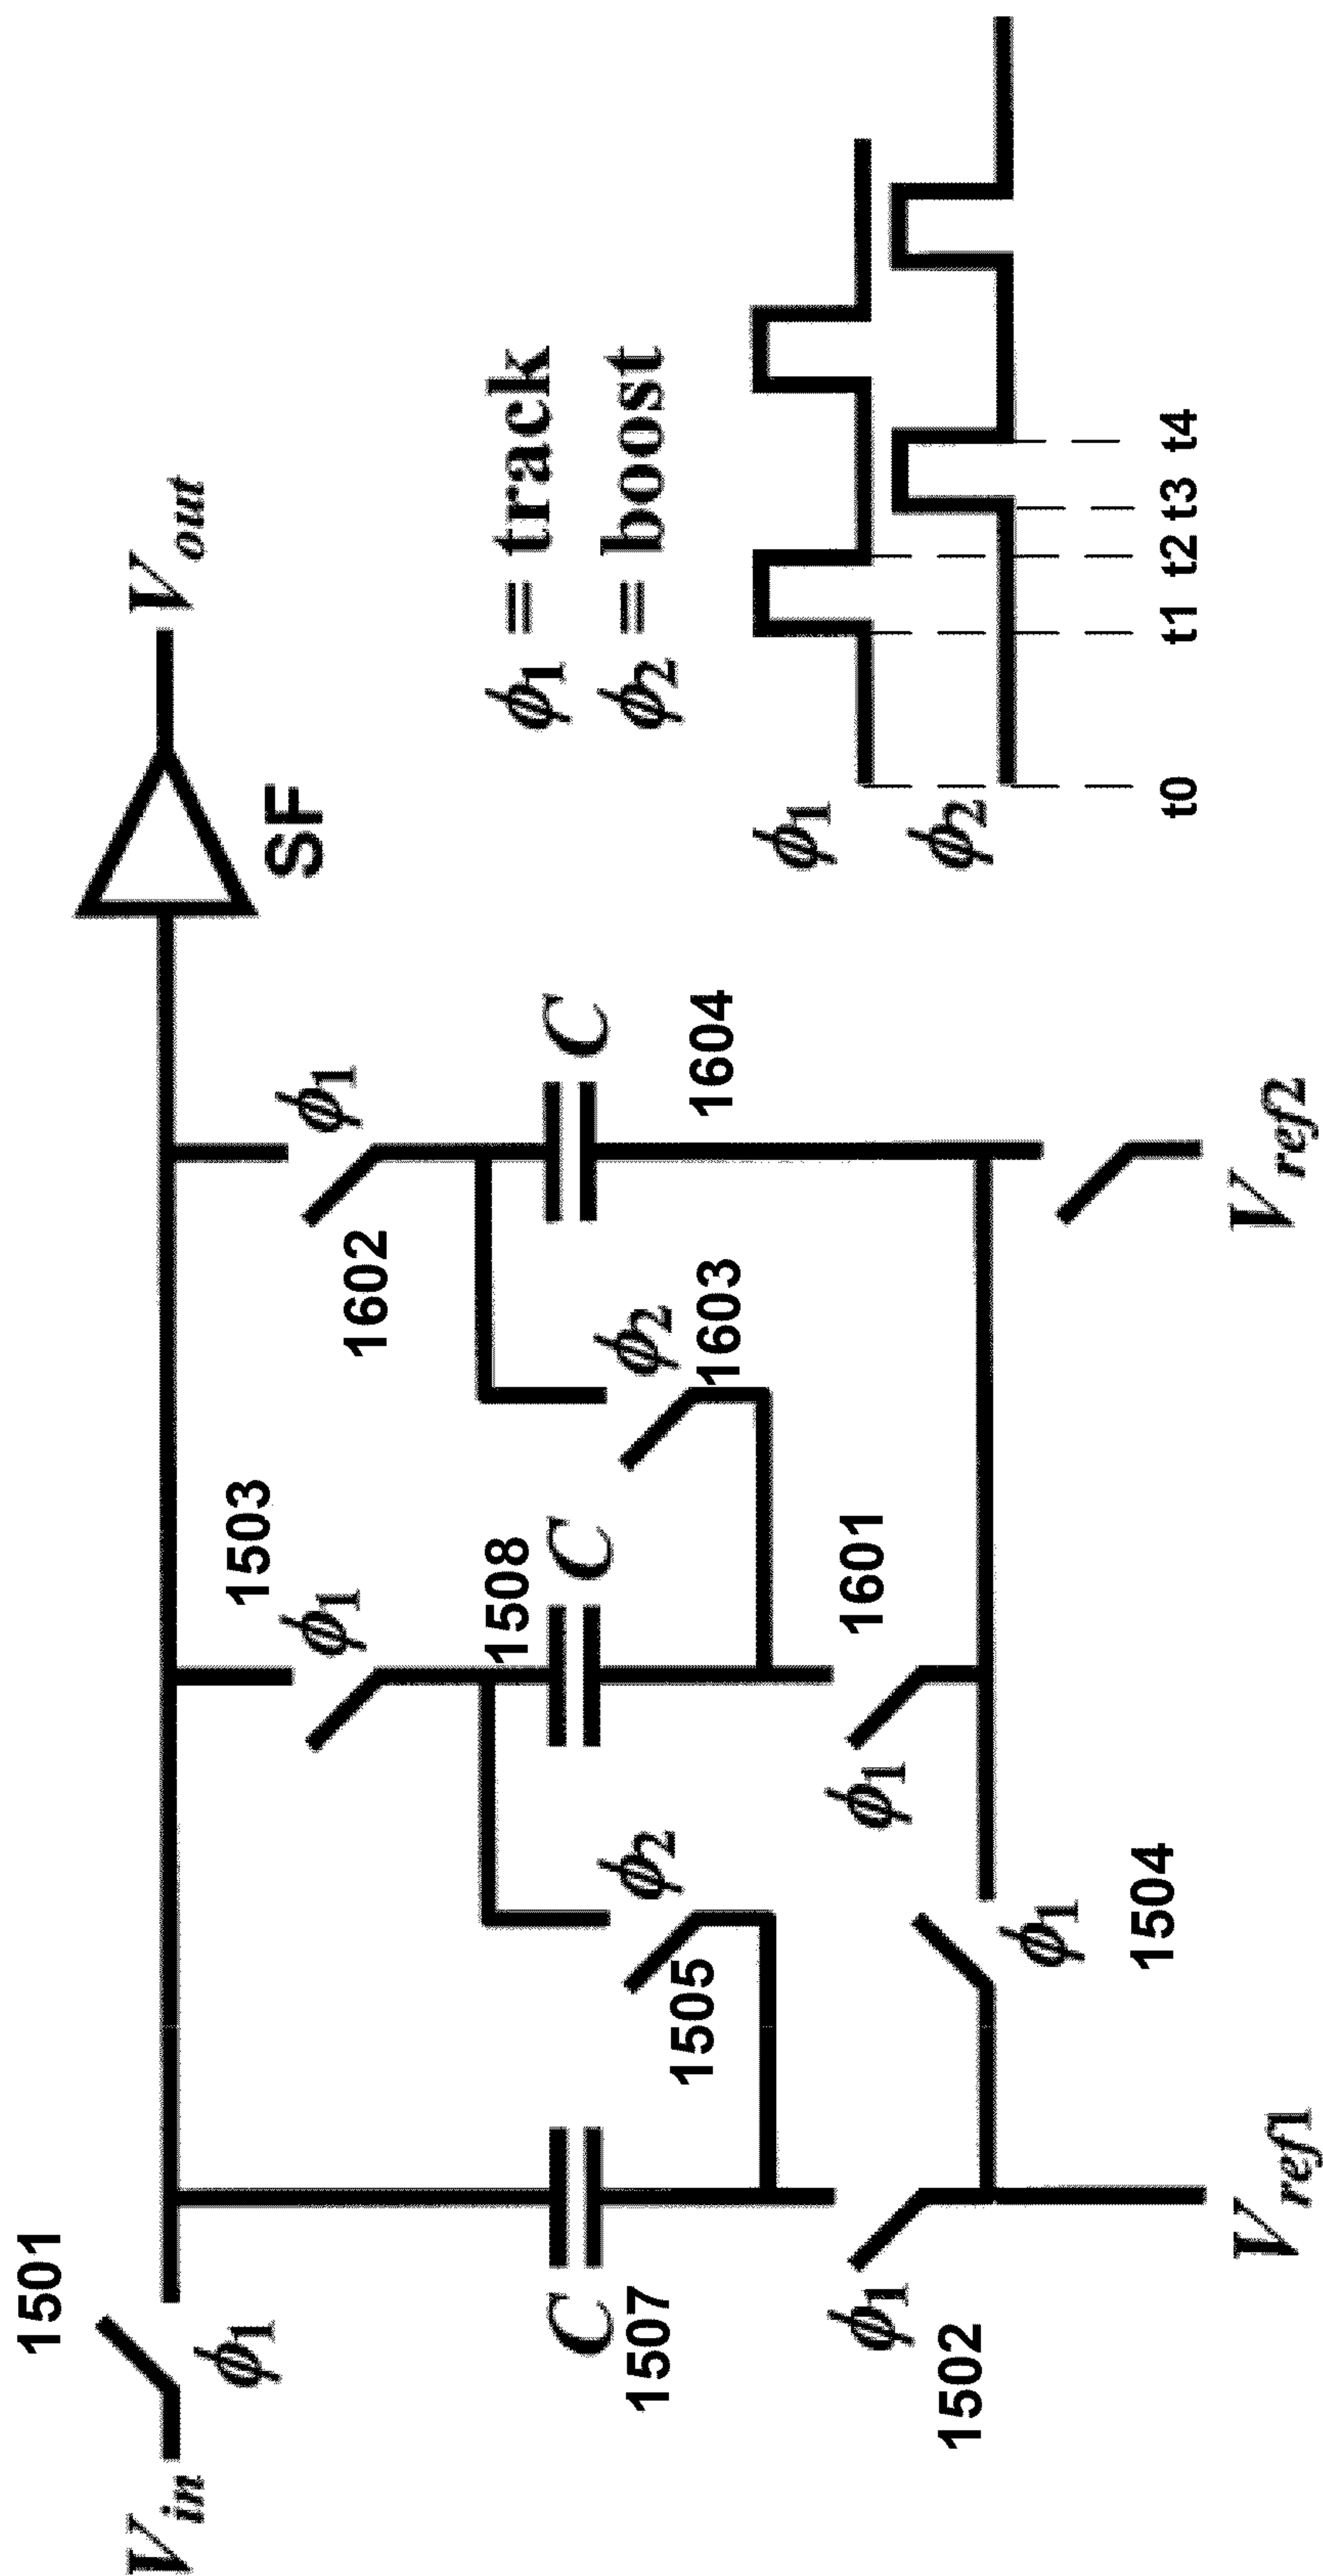 1501
V_in
ϕ1
V_out
SF
1503
ϕ1
1602
ϕ1
ϕ1 = track
ϕ2 = boost
C
1507
1508
C
C
1604
1505
ϕ2
ϕ2
1603
ϕ1
1502
ϕ1
1601
ϕ1
1504
V_ref1
V_ref2
ϕ1
ϕ2
t0 t1 t2 t3 t4